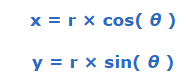 x = r × cos( θ )
y = r × sin( θ )